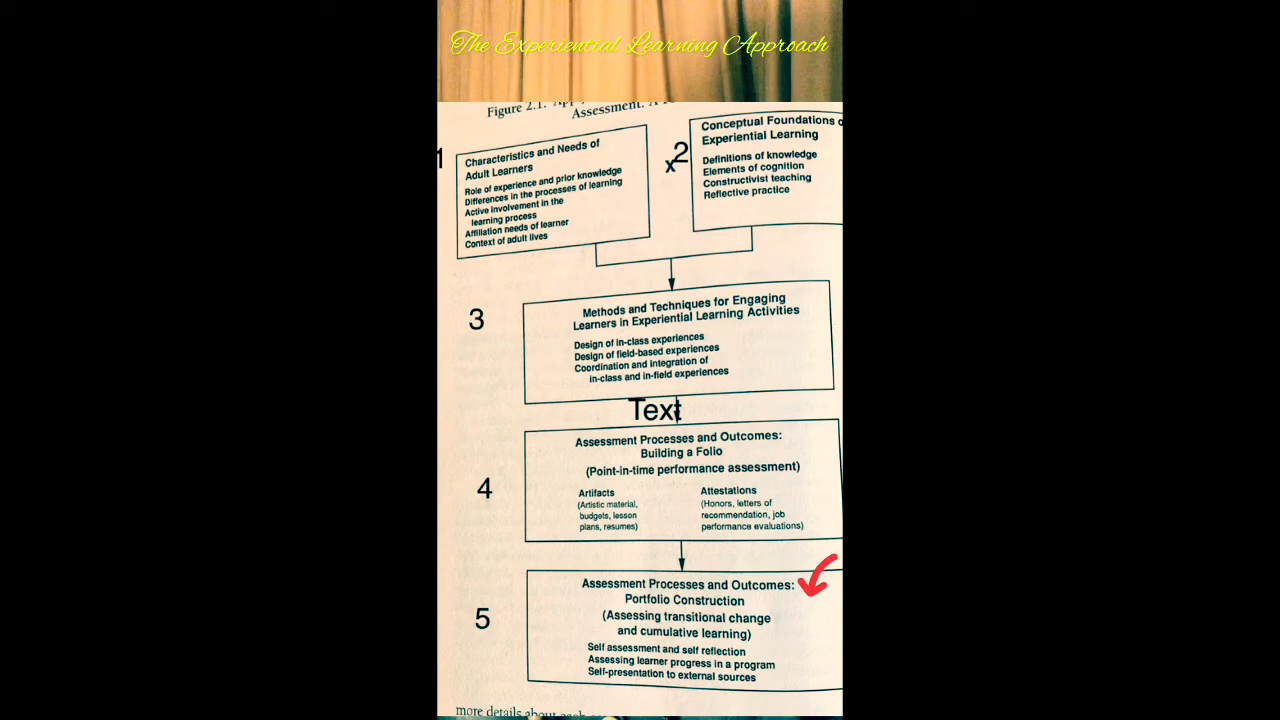 The Experiential Learning Approach
Figure 2.1.
Assessment:
1
Characteristics and Needs of
Adult Learners
Role of experience and prior knowledge
Differences in the processes of learning
Active involvement in the
learning process
Affiliation needs of learner
Context of adult lives
x
2
Conceptual Foundations
Experiential Learning
Definitions of knowledge
Elements of cognition
Constructivist teaching
Reflective practice
3
Methods and Techniques for Engaging
Learners in Experiential Learning Activities
Design of in-class experiences
Design of field-based experiences
Coordination and integration of
in-class and in-field experiences
Text
4
Assessment Processes and Outcomes:
Building a Folio
(Point-in-time performance assessment)
Artifacts
(Artistic material,
budgets, lesson
plans, resumes)
Attestations
(Honors, letters of
recommendation, job
performance evaluations)
5
Assessment Processes and Outcomes:
Portfolio Construction
(Assessing transitional change
and cumulative learning)
Self assessment and self reflection
Assessing learner progress in a program
Self-presentation to external sources
more details about each